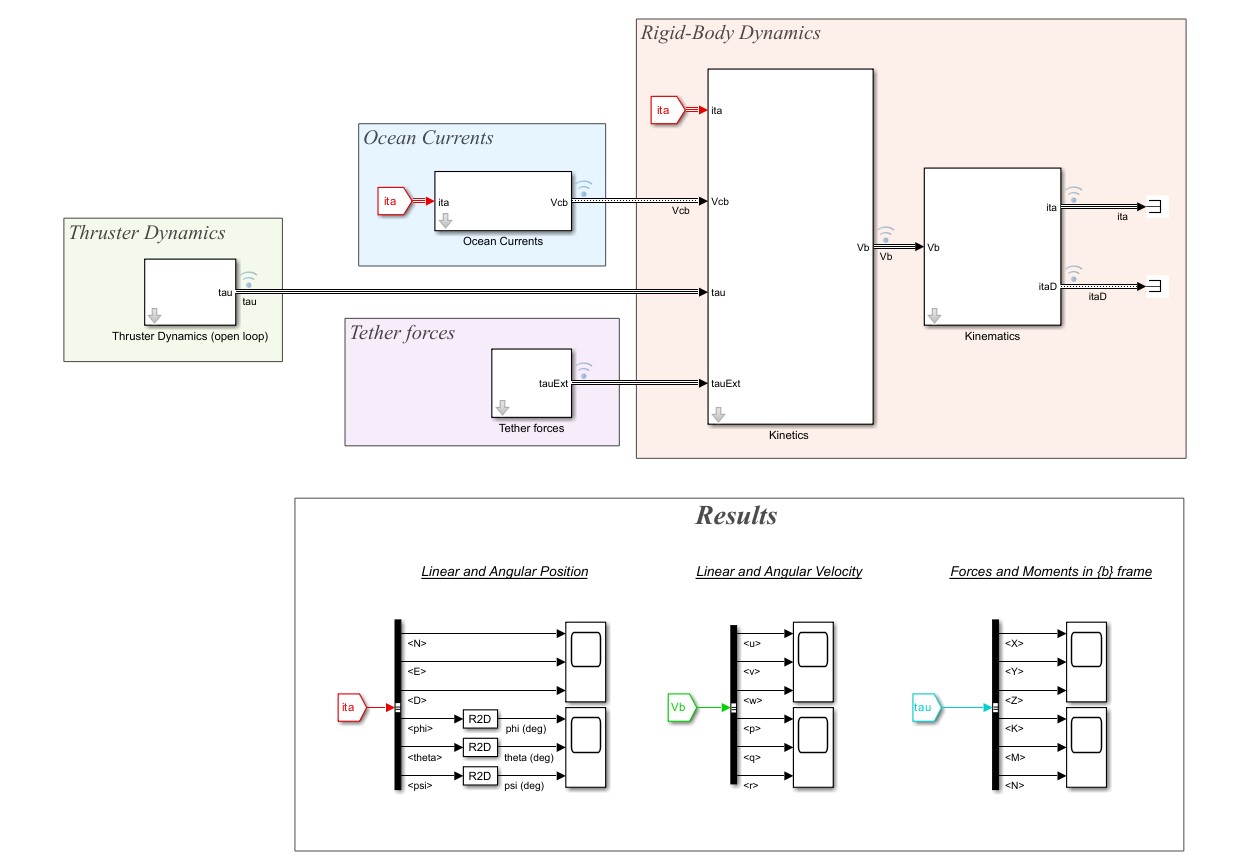 Rigid-Body Dynamics
ita
ita
Ocean Currents
ita
ita
Vcb
Vcb
Vcb
Ocean Currents
Thruster Dynamics
tau
tau
tau
Thruster Dynamics (open loop)
Tether forces
tauExt
tauExt
Tether forces
Vb
Vb
Vb
Kinetics
ita
ita
itaD
itaD
Kinematics
Results
Linear and Angular Position
ita
<N>
<E>
<D>
<phi>
R2D
phi (deg)
<theta>
R2D
theta (deg)
<psi>
R2D
psi (deg)
Linear and Angular Velocity
Vb
<u>
<v>
<w>
<p>
<q>
<r>
Forces and Moments in {b} frame
tau
<X>
<Y>
<Z>
<K>
<M>
<N>